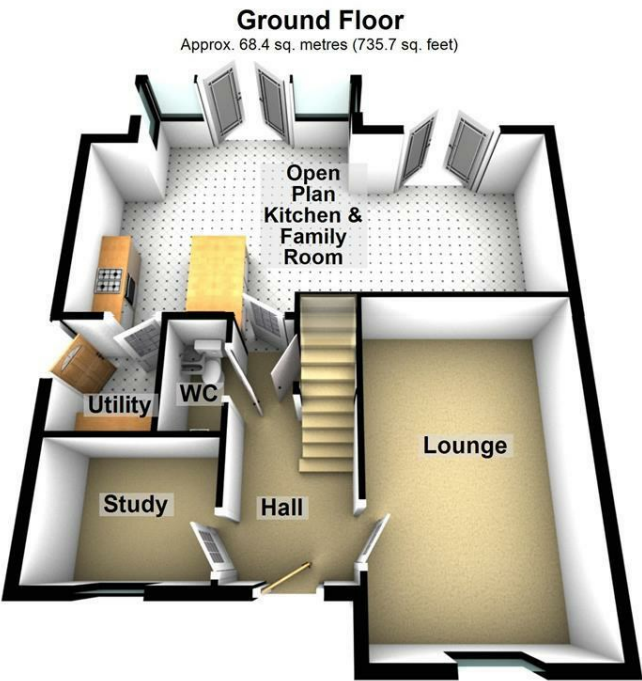 Ground Floor
Approx. 68.4 sq. metres (735.7 sq. feet)
Open
Plan
Kitchen &
Family
Room
Utility
WC
Lounge
Study
Hall